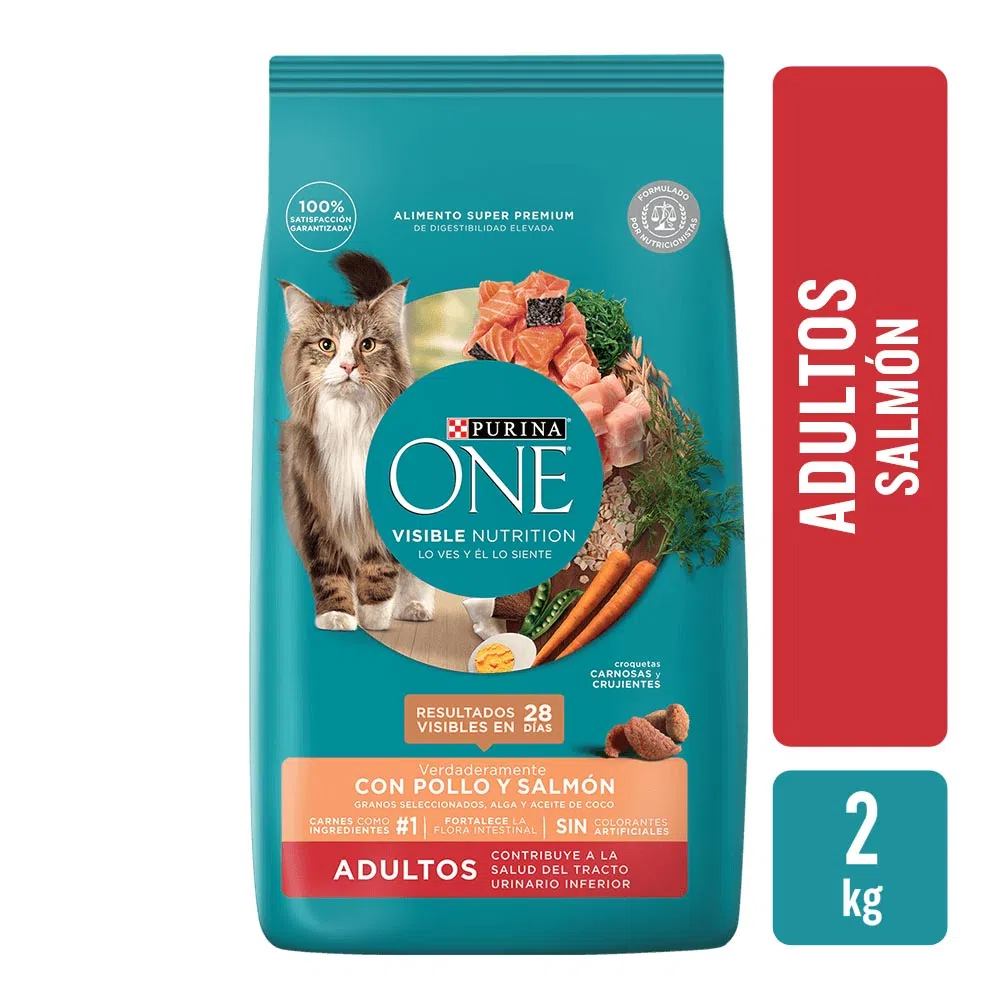 100%
SATISFACCIÓN
GARANTIZADA
ALIMENTO SUPER PREMIUM
DE DIGESTIBILIDAD ELEVADA
FORMULADO
POR NUTRICIONISTAS
PURINA
ONE
VISIBLE NUTRITION
LO VES Y ÉL LO SIENTE
croquetas
CARNOSAS y
CRUJIENTES
RESULTADOS
VISIBLES EN
28
DÍAS
Verdaderamente
CON POLLO Y SALMÓN
GRANOS SELECCIONADOS, ALGA Y ACEITE DE COCO
CARNES COMO
INGREDIENTES
#1
FORTALECE LA
FLORA INTESTINAL
SIN
COLORANTES
ARTIFICIALES
ADULTOS
CONTRIBUYE A LA
SALUD DEL TRACTO
URINARIO INFERIOR
ADULTOS
SALMÓN
2
kg